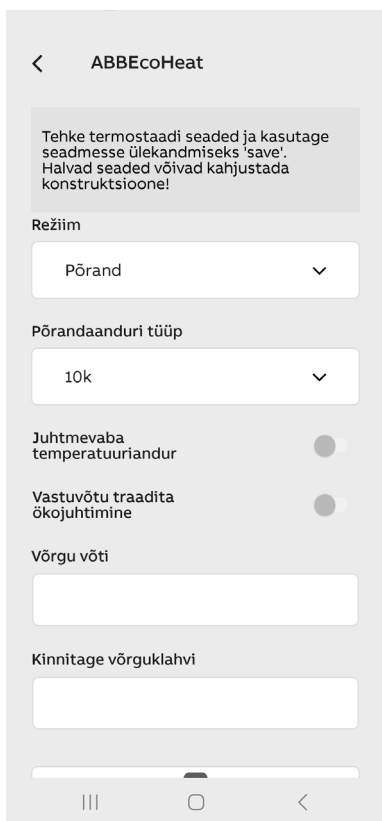 ABBEcoHeat
Tehke termostaadi seaded ja kasutage
seadmesse ülekandmiseks 'save'.
Halvad seaded võivad kahjustada
konstruktsioone!
Režiim
Põrand
Põrandaanduri tüüp
10k
Juhtmevaba
temperatuuriandur
Vastuvõtu traadita
ökojuhtimine
Võrgu võti
Kinnitage võrguklahvi